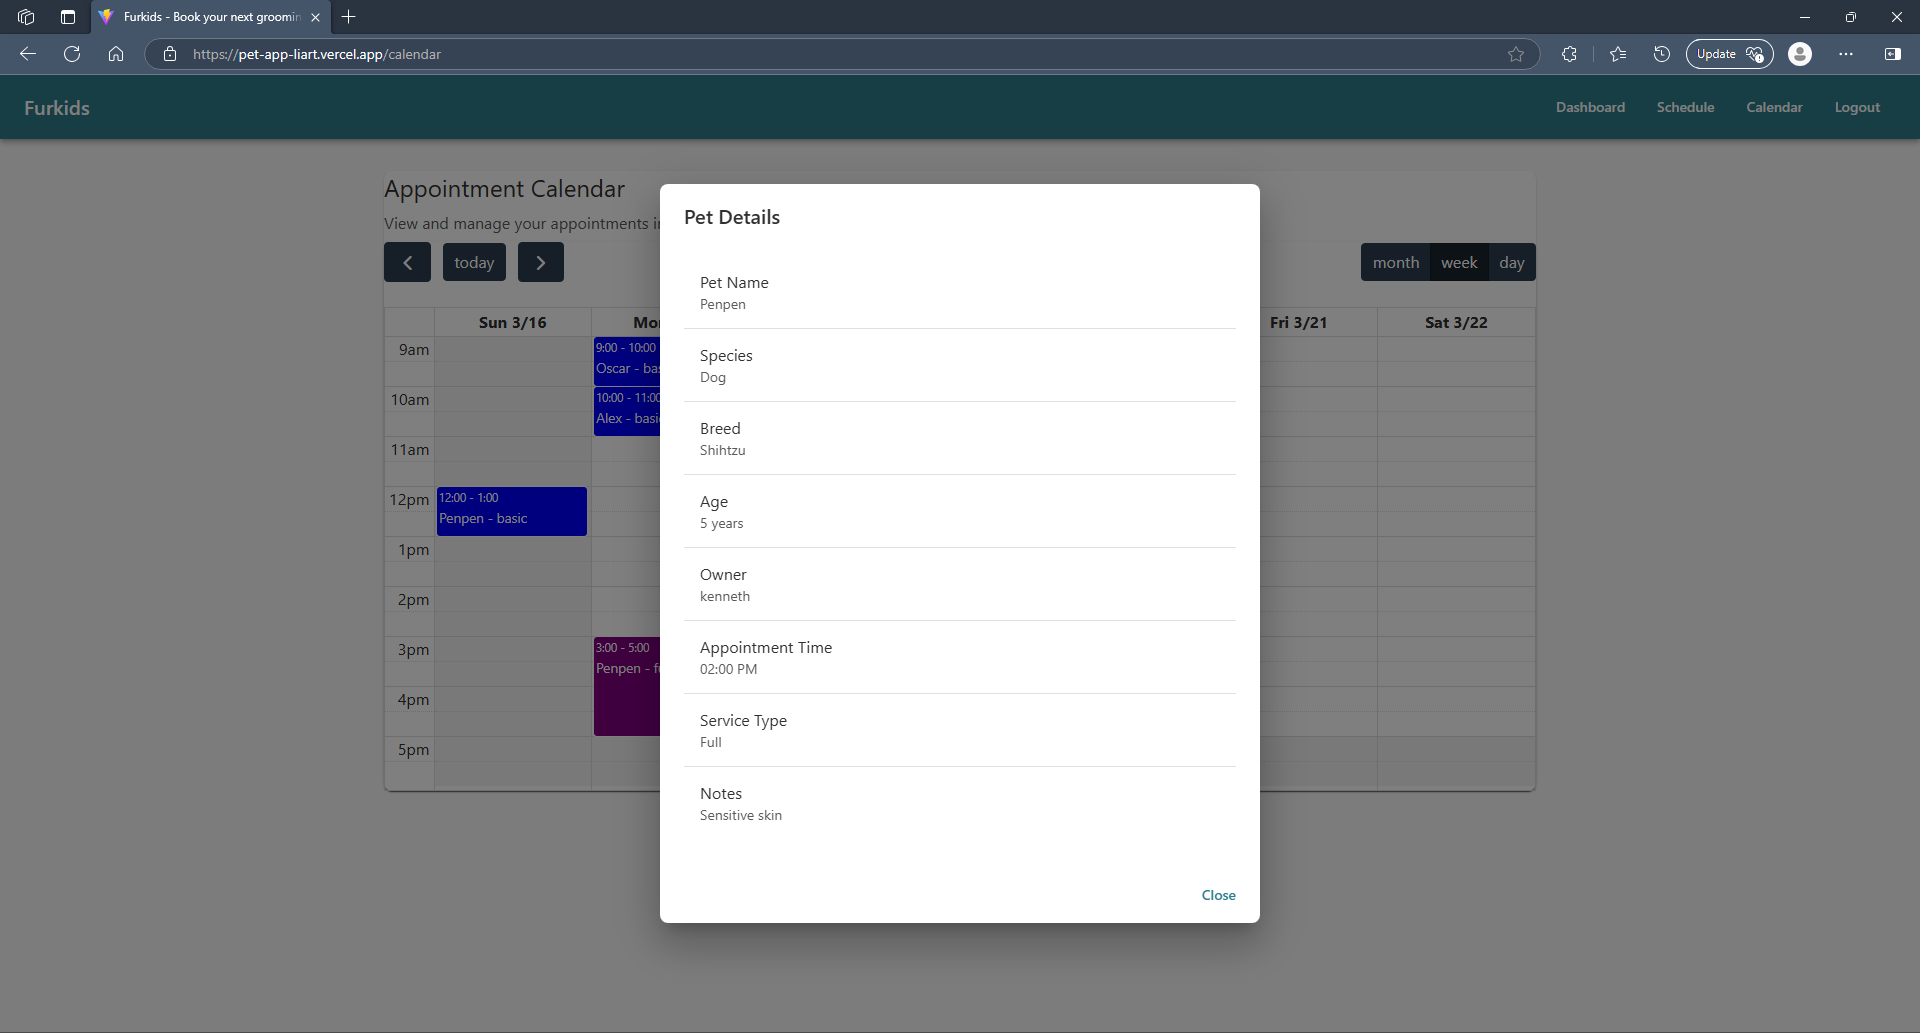 Furkids - Book your next groomin
https://pet-app-liart.vercel.app/calendar
Update
Furkids
Dashboard
Schedule
Calendar
Logout
Appointment Calendar
View and manage your appointments
today
month
week
day
Sun 3/16
Fri 3/21
Sat 3/22
9am
10am
11am
12pm
1pm
2pm
3pm
4pm
5pm
9:00 - 10:00
Oscar -
10:00 - 11:00
Alex -
12:00 - 1:00
Penpen - basic
3:00 - 5:00
Penpen -
Pet Details
Pet Name
Penpen
Species
Dog
Breed
Shihtzu
Age
5 years
Owner
kenneth
Appointment Time
02:00 PM
Service Type
Full
Notes
Sensitive skin
Close